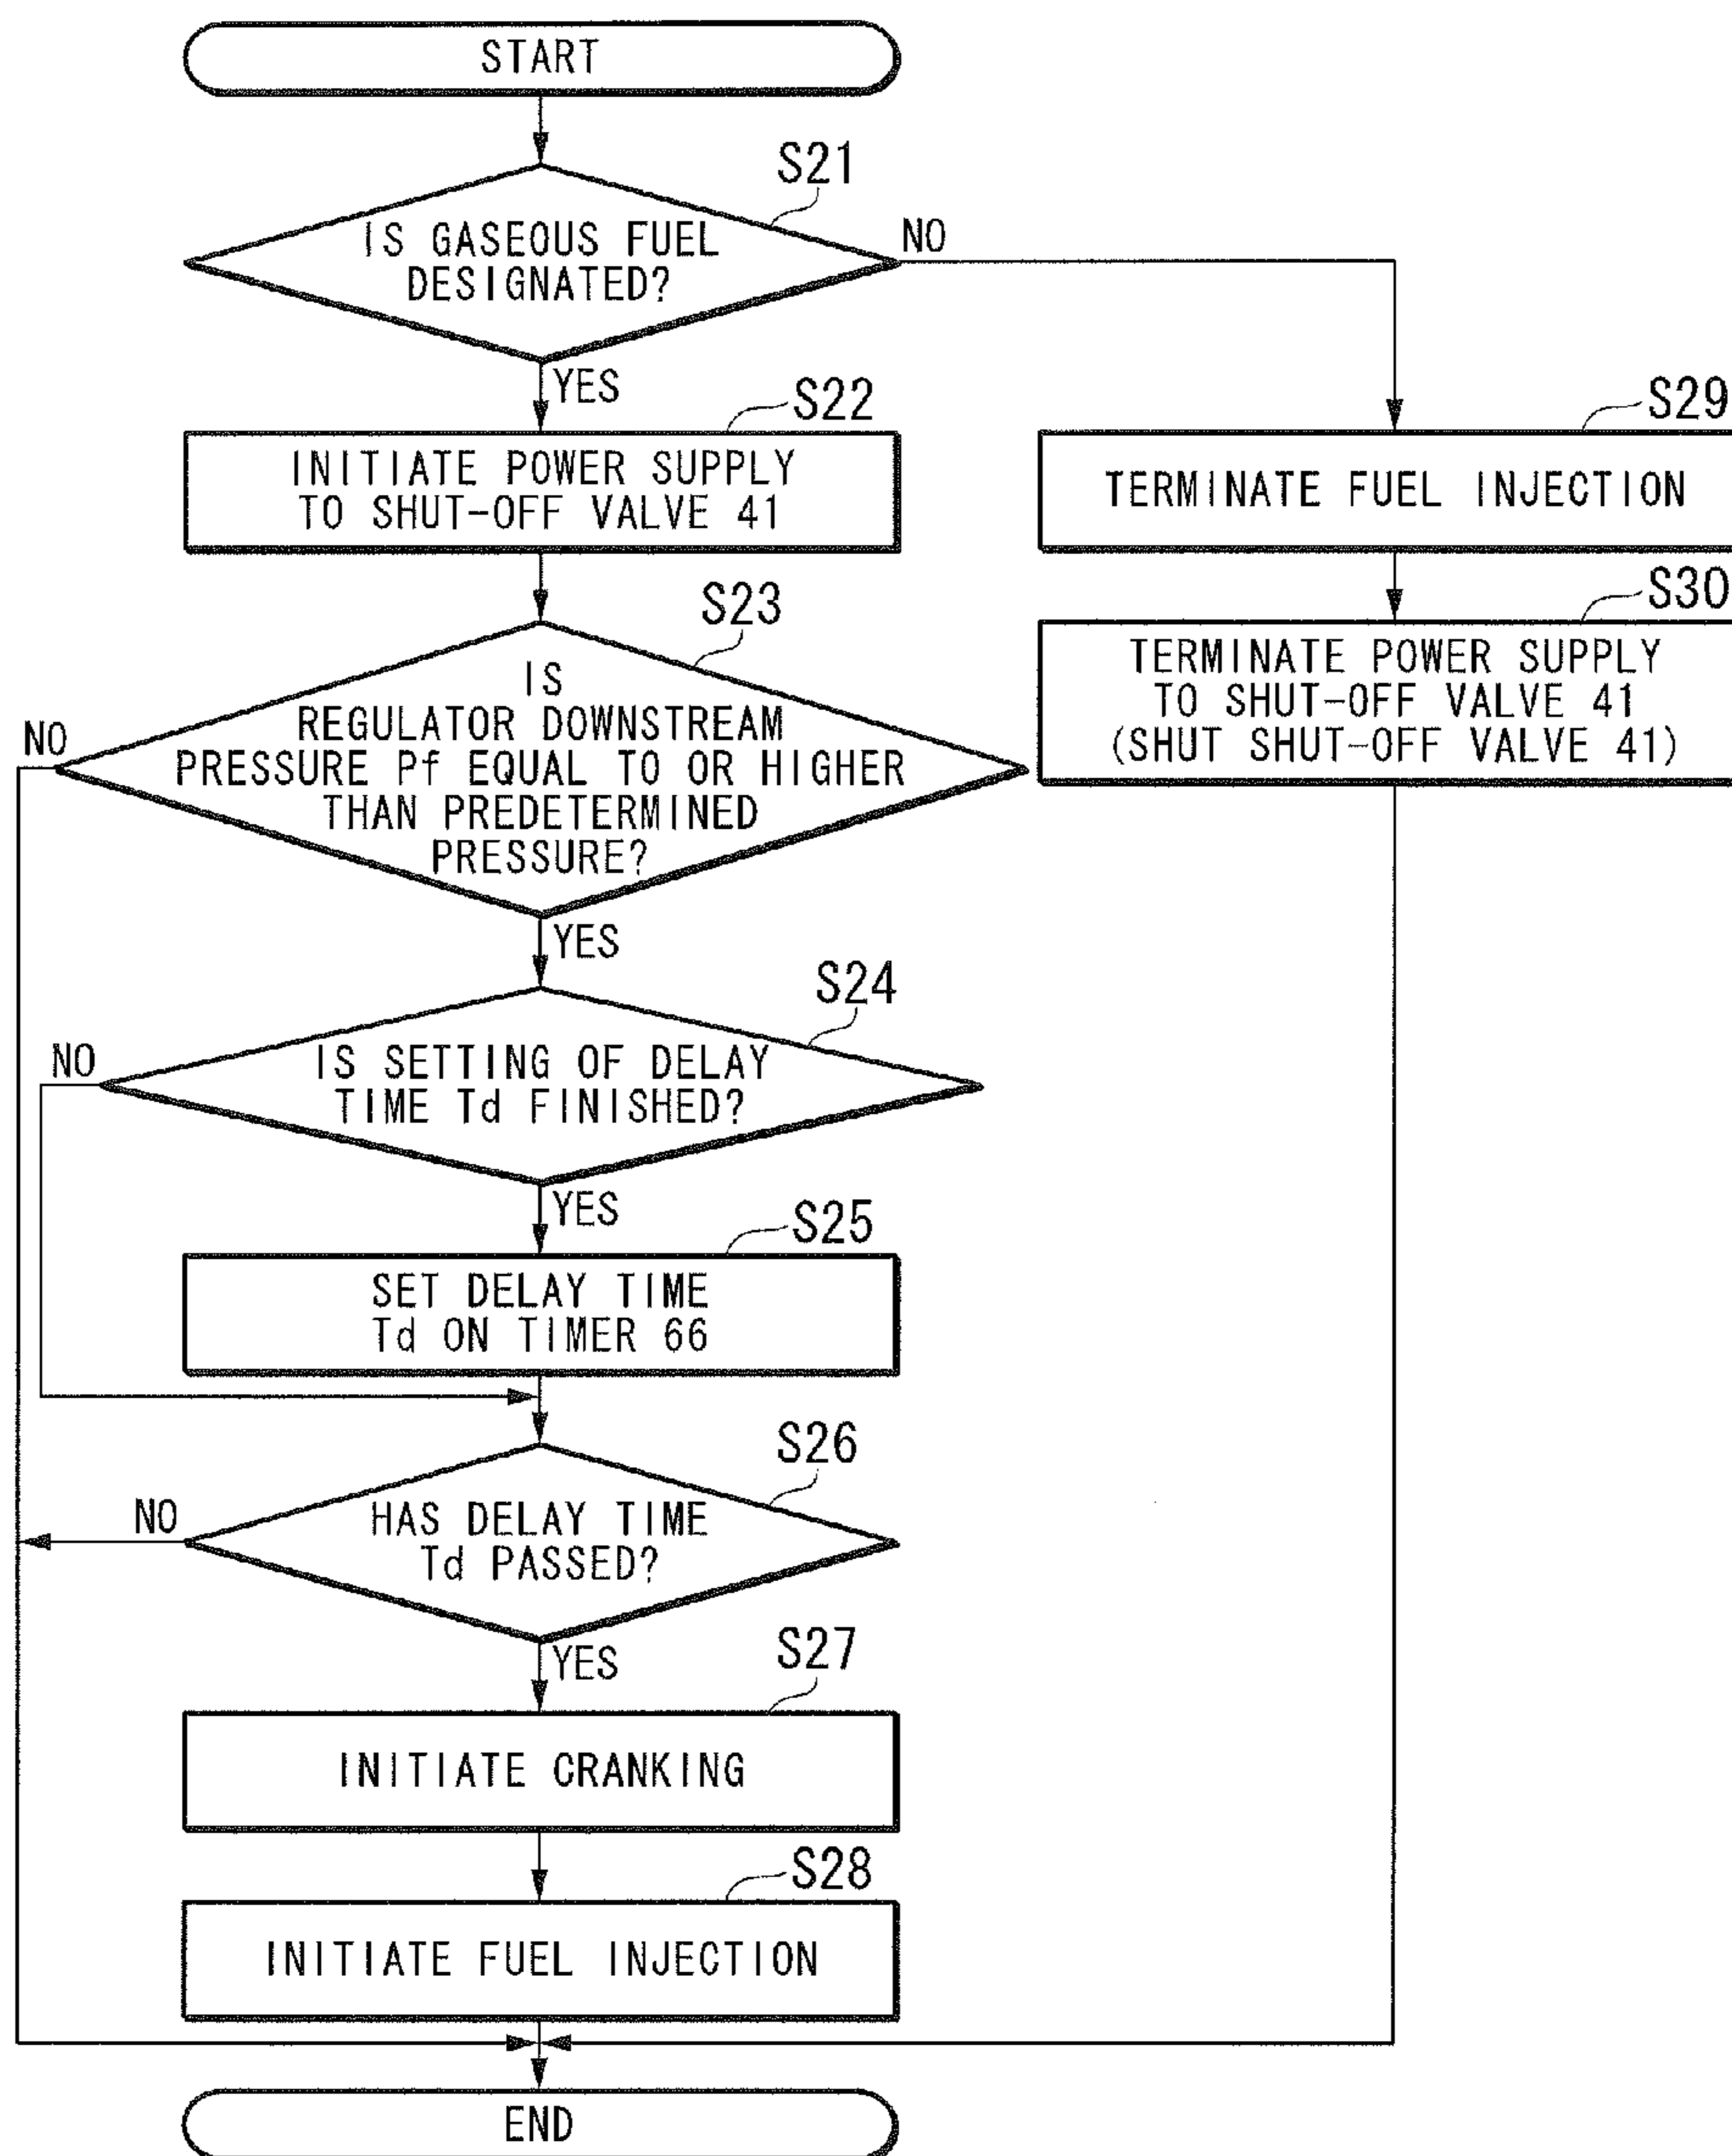 START
S21
IS GASEOUS FUEL
DESIGNATED?
NO
YES
S22
INITIATE POWER SUPPLY
TO SHUT-OFF VALVE 41
S29
TERMINATE FUEL INJECTION
S30
TERMINATE POWER SUPPLY
TO SHUT-OFF VALVE 41
(SHUT SHUT-OFF VALVE 41)
S23
IS
REGULATOR DOWNSTREAM
PRESSURE Pf EQUAL TO OR HIGHER
THAN PREDETERMINED
PRESSURE?
NO
YES
S24
IS SETTING OF DELAY
TIME Td FINISHED?
NO
YES
S25
SET DELAY TIME
Td ON TIMER 66
S26
HAS DELAY TIME
Td PASSED?
NO
YES
S27
INITIATE CRANKING
S28
INITIATE FUEL INJECTION
END